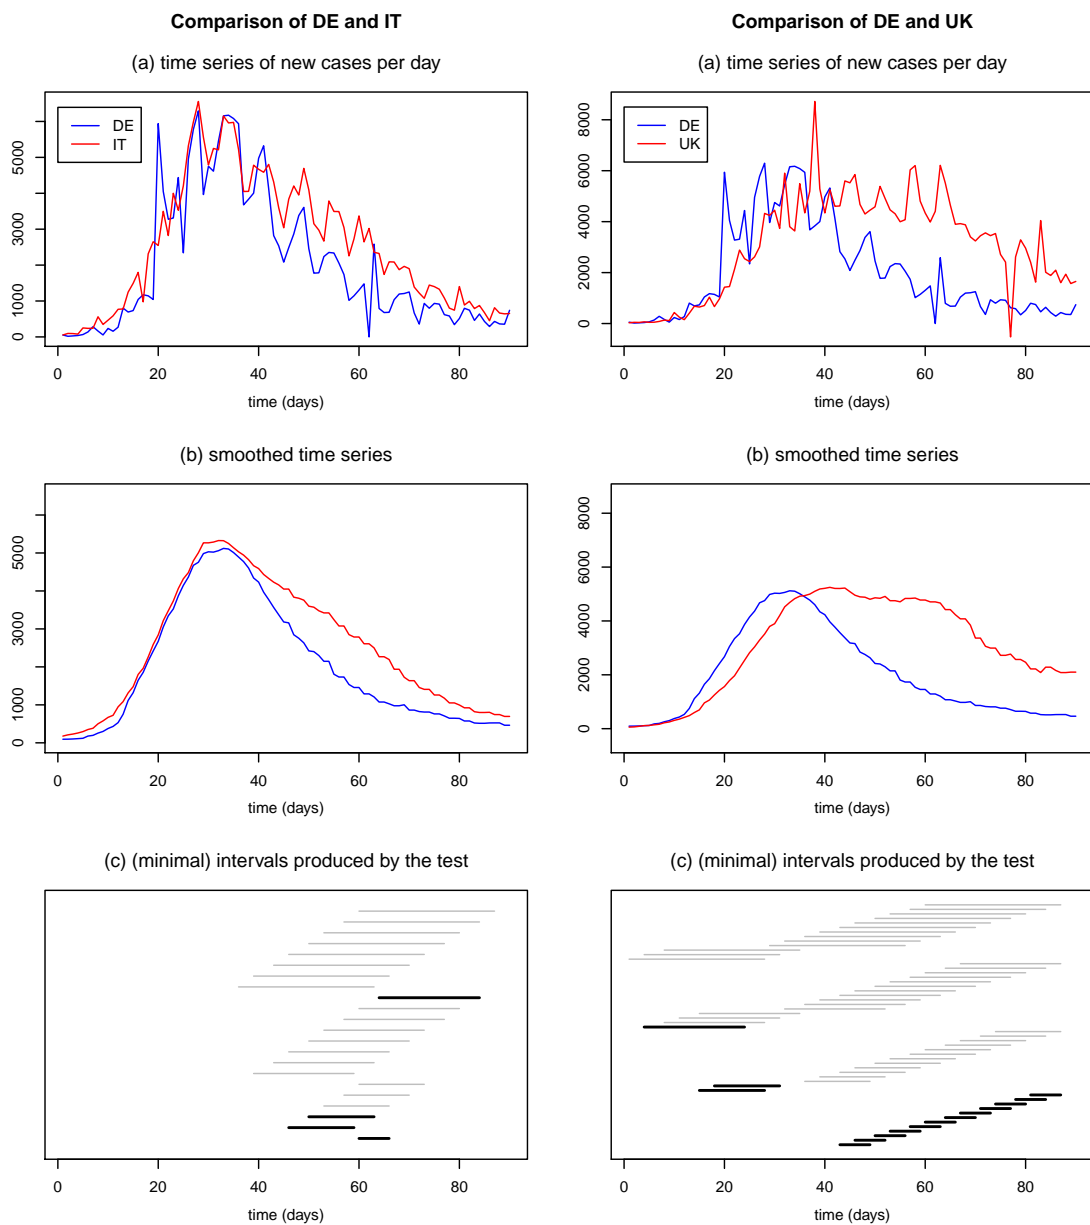 Comparison of DE and IT
(a) time series of new cases per day
DE
IT
0 1000 3000 5000
0 20 40 60 80
time (days)
(b) smoothed time series
0 1000 3000 5000
0 20 40 60 80
time (days)
(c) (minimal) intervals produced by the test
0 20 40 60 80
time (days)
Comparison of DE and UK
(a) time series of new cases per day
DE
UK
0 2000 4000 6000 8000
0 20 40 60 80
time (days)
(b) smoothed time series
0 2000 4000 6000 8000
0 20 40 60 80
time (days)
(c) (minimal) intervals produced by the test
0 20 40 60 80
time (days)